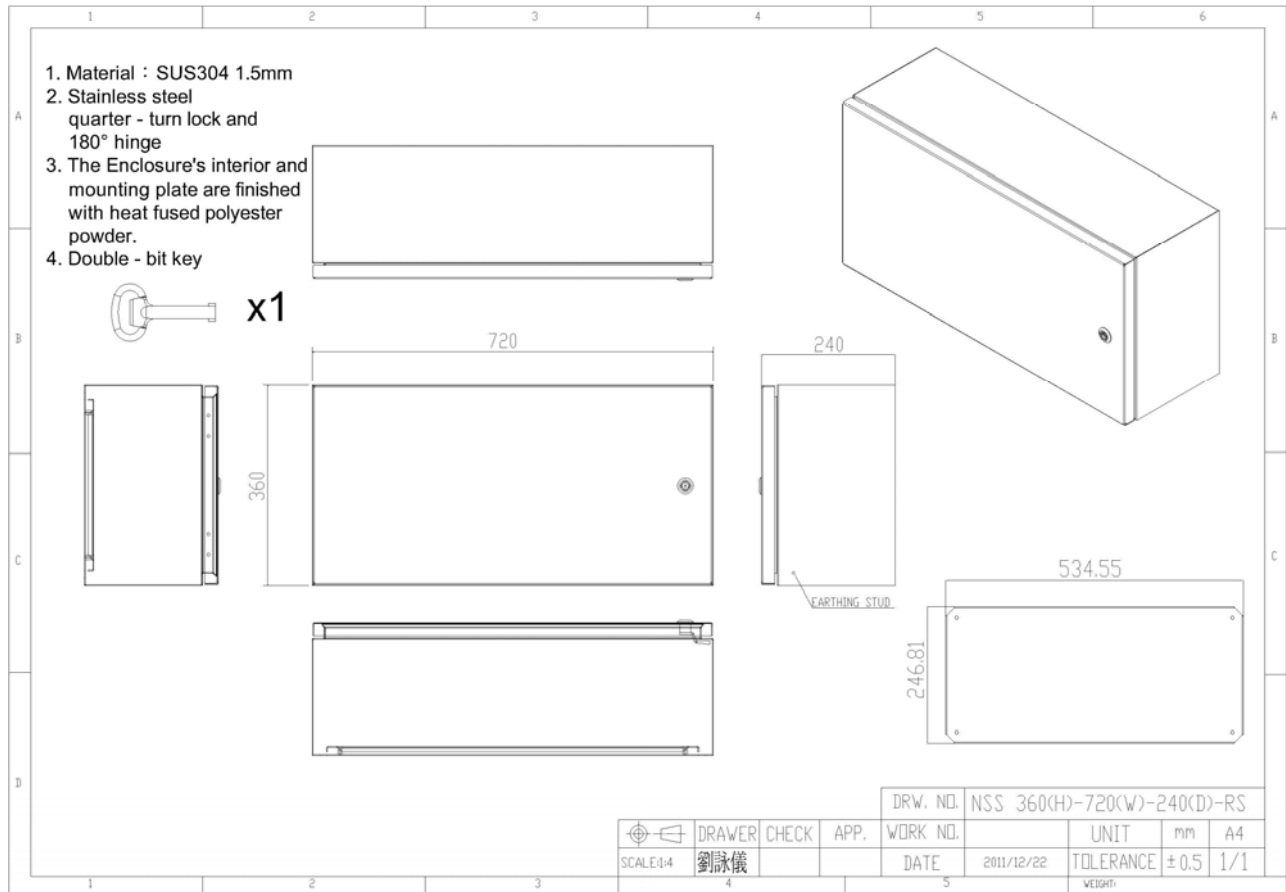 1 2 3 4 5 6
1. Material：SUS304 1.5mm
2. Stainless steel
quarter - turn lock and
180° hinge
3. The Enclosure's interior and
mounting plate are finished
with heat fused polyester
powder.
4. Double - bit key
x1
A
A
B
B
C
C
D
720
240
360
EARTHING STUD
534.55
246.81
DRW. NO. NSS 360(H)-720(W)-240(D)-RS
DRAWER CHECK APP. WORK NO. UNIT mm A4
SCALE:1:4 劉詠儀 DATE 2011/12/22 TOLERANCE ±0.5 1/1
1 2 3 4 5 WEIGHT: